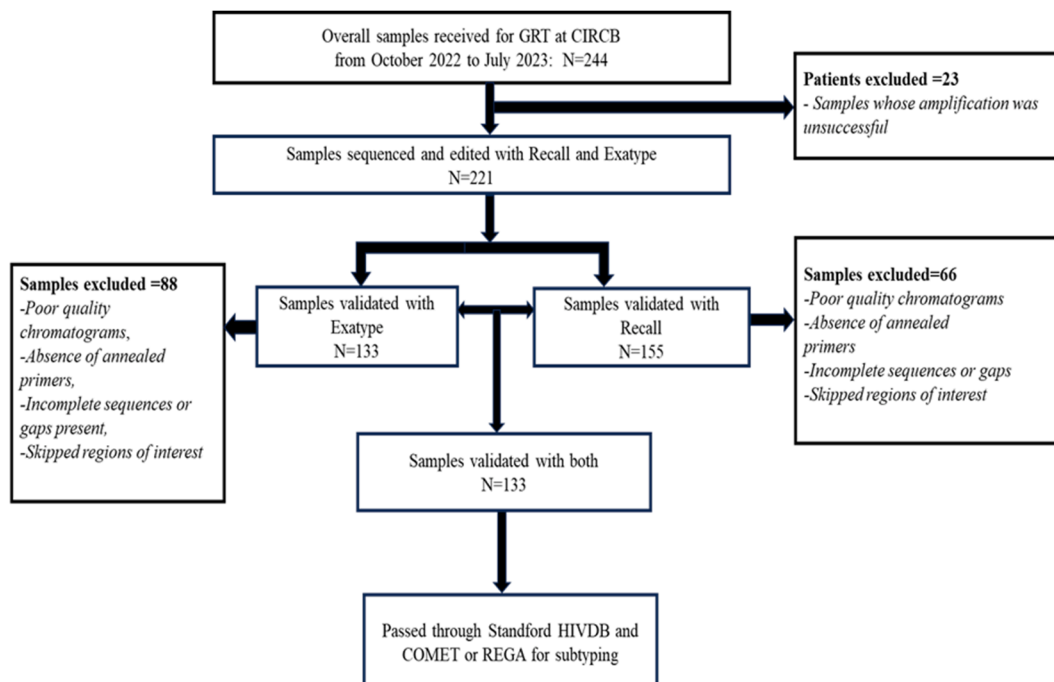 Overall samples received for GRT at CIRCB
from October 2022 to July 2023:  N=244
Patients excluded =23
- Samples whose amplification was
unsuccessful
Samples sequenced and edited with Recall and Exatype
N=221
Samples excluded =88
-Poor quality
chromatograms,
-Absence of annealed
primers,
-Incomplete sequences or
gaps present,
-Skipped regions of interest
Samples validated with
Exatype
N=133
Samples validated with
Recall
N=155
Samples excluded=66
-Poor quality chromatograms
-Absence of annealed
primers
-Incomplete sequences or gaps
-Skipped regions of interest
Samples validated with both
N=133
Passed through Standford HIVDB and
COMET or REGA for subtyping